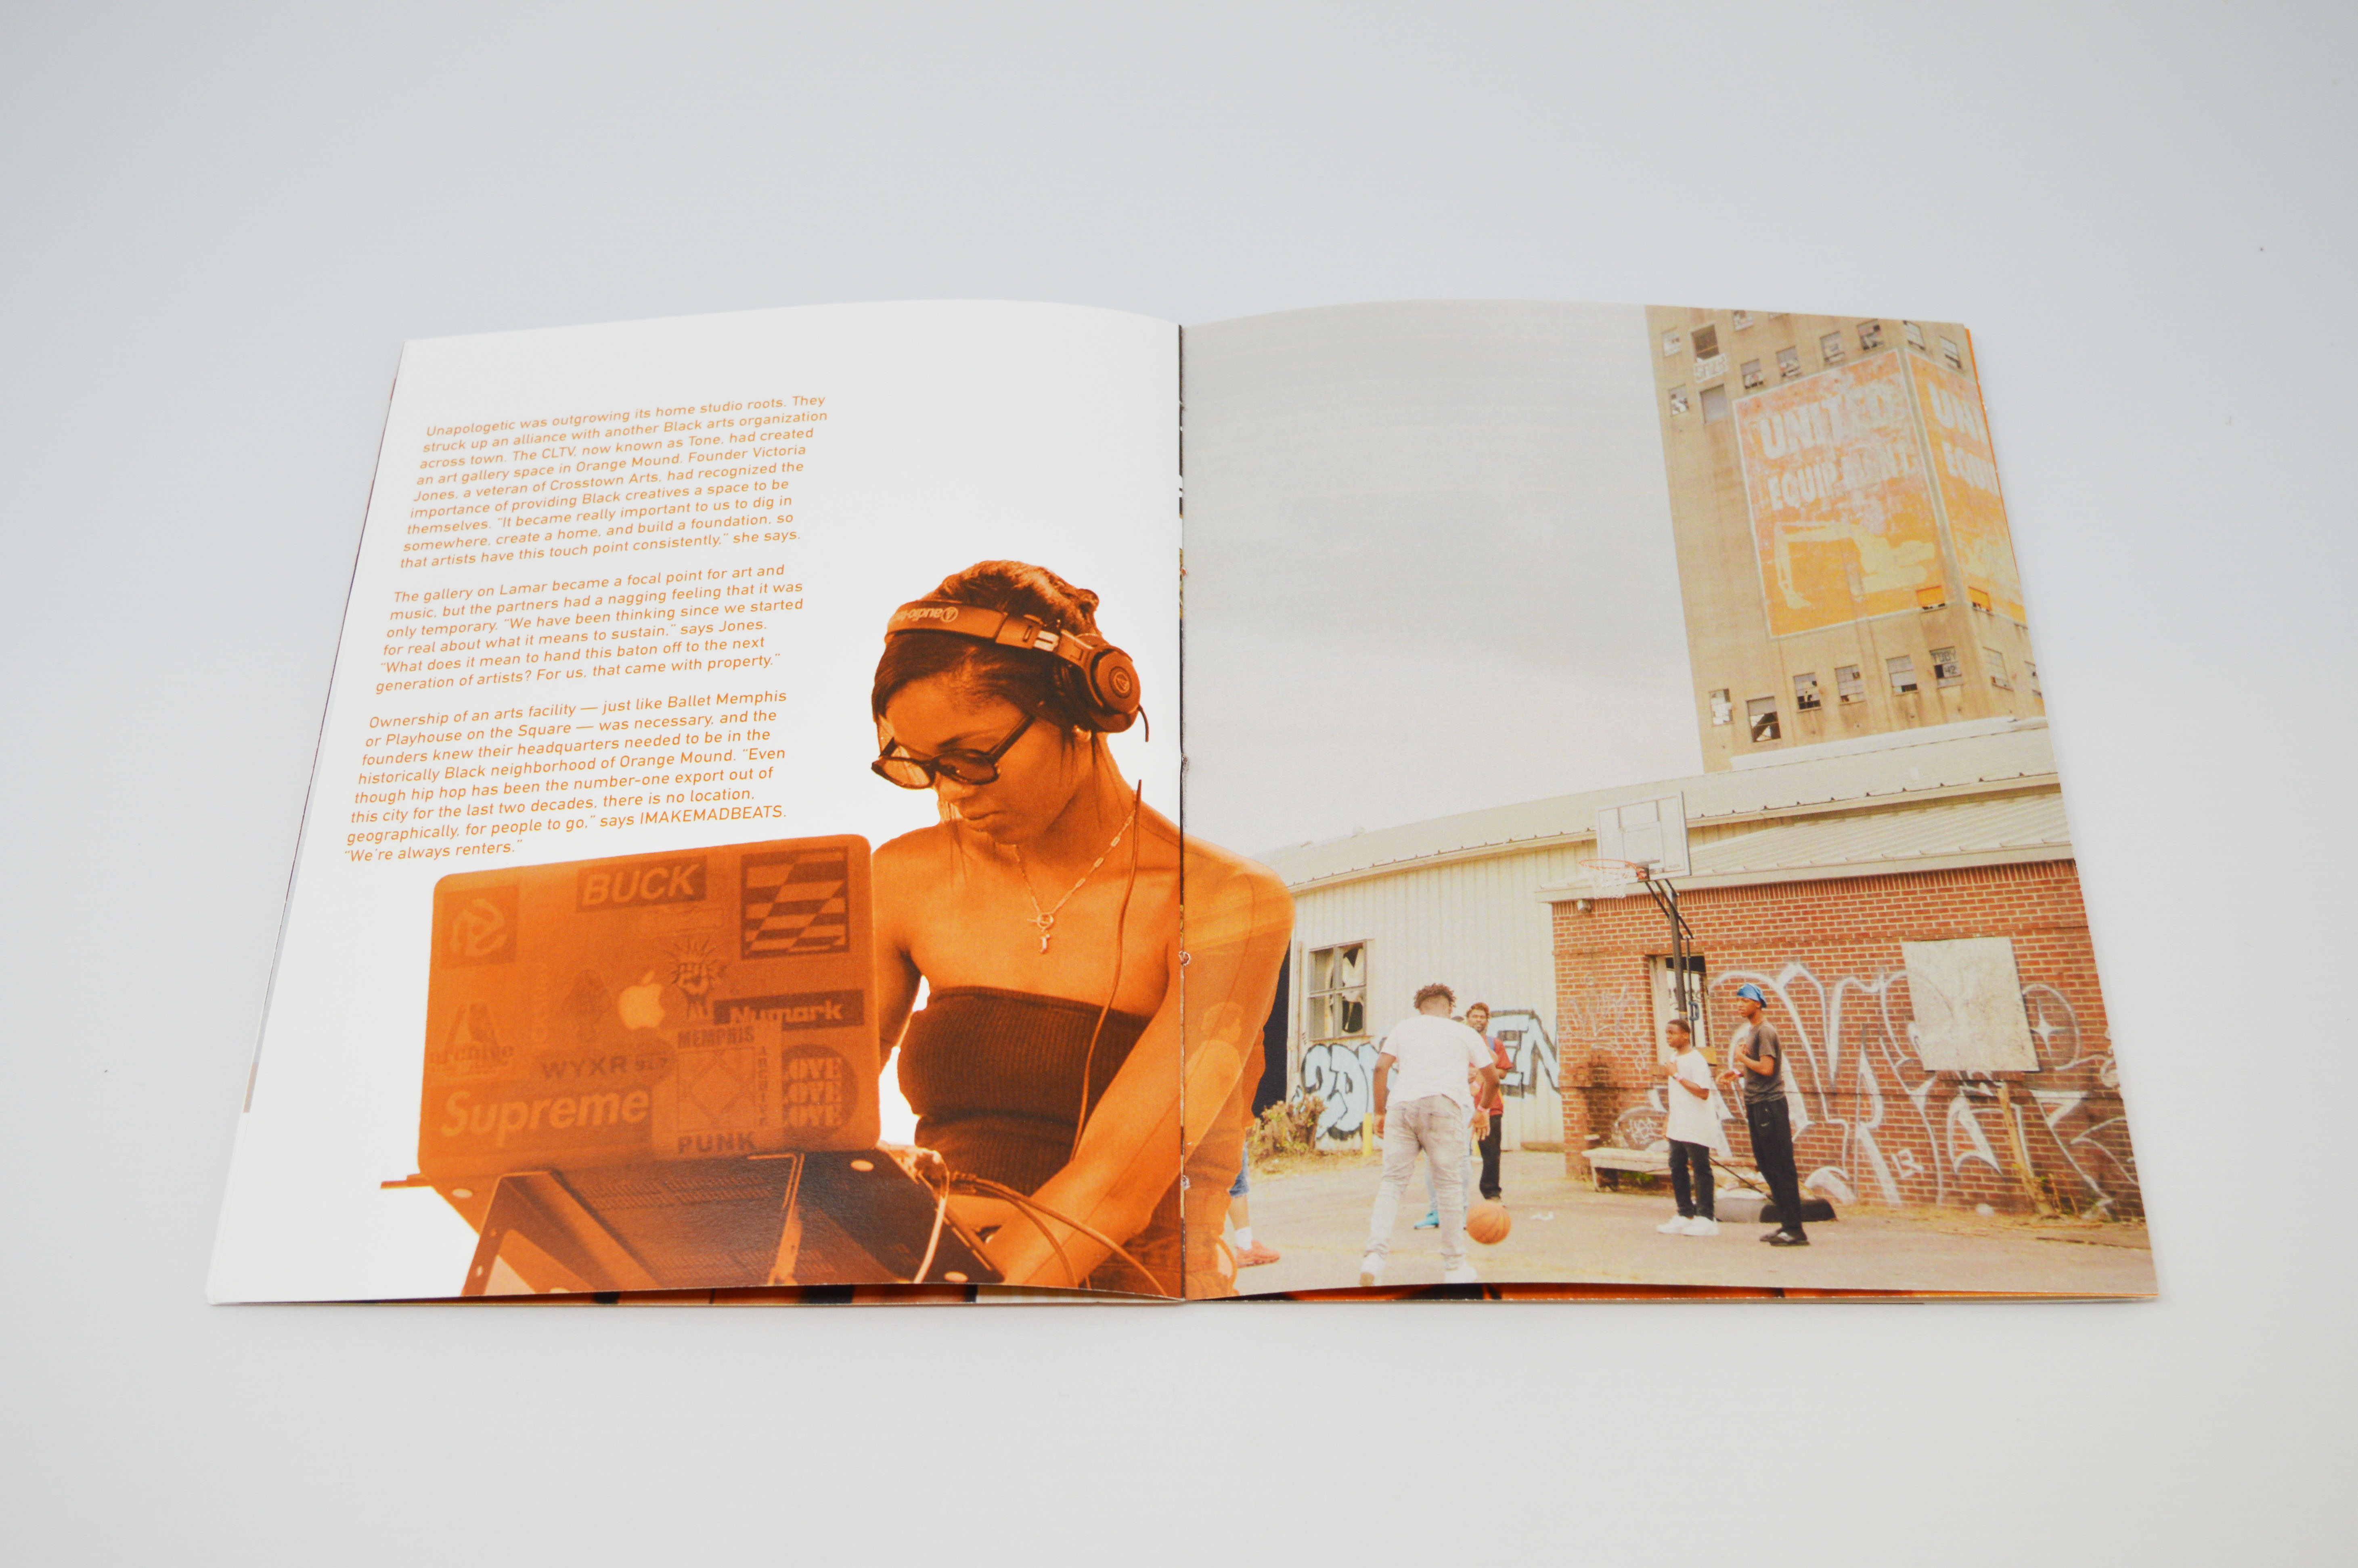 Unapologetic was outgrowing its home studio roots. They
struck up an alliance with another Black arts organization
across town. The CLTV, now known as Tone, had created
an art gallery space in Orange Mound. Founder Victoria
Jones, a veteran of Crosstown Arts, had recognized the
importance of providing Black creatives a space to be
themselves. “It became really important to us to dig in
somewhere, create a home, and build a foundation, so
that artists have this touch point consistently,” she says.
The gallery on Lamar became a focal point for art and
music, but the partners had a nagging feeling that it was
only temporary. “We have been thinking since we started
for real about what it means to sustain,” says Jones.
“What does it mean to hand this baton off to the next
generation of artists? For us, that came with property.”
Ownership of an arts facility — just like Ballet Memphis
or Playhouse on the Square — was necessary, and the
founders knew their headquarters needed to be in the
historically Black neighborhood of Orange Mound. “Even
though hip hop has been the number-one export out of
this city for the last two decades, there is no location,
geographically, for people to go,” says IMAKEMADBEATS.
“We’re always renters.”
BUCK
Numark
MEMPHIS
WYXR 91.7
ARCHIVE
LOVE
LOVE
LOVE
Supreme
PUNK
UNITED
EQUIPMENT
UNI
EQUI